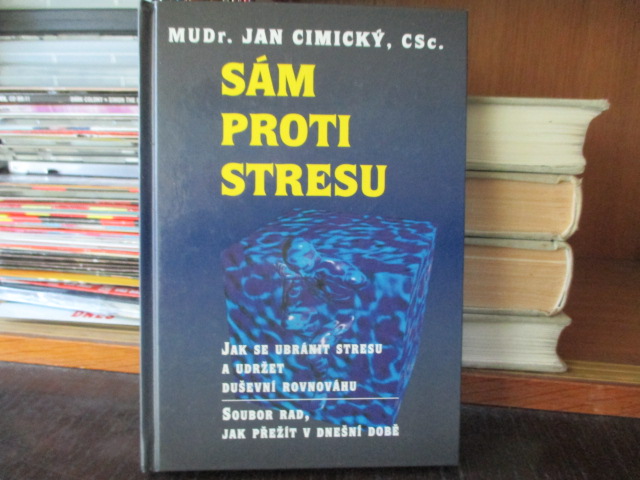 MUDr. JAN CIMICKÝ, CSc.
SÁM
PROTI
STRESU
JAK SE UBRÁNIT STRESU
A UDRŽET
DUŠEVNÍ ROVNOVÁHU
SOUBOR RAD,
JAK PŘEŽÍT V DNEŠNÍ DOBĚ